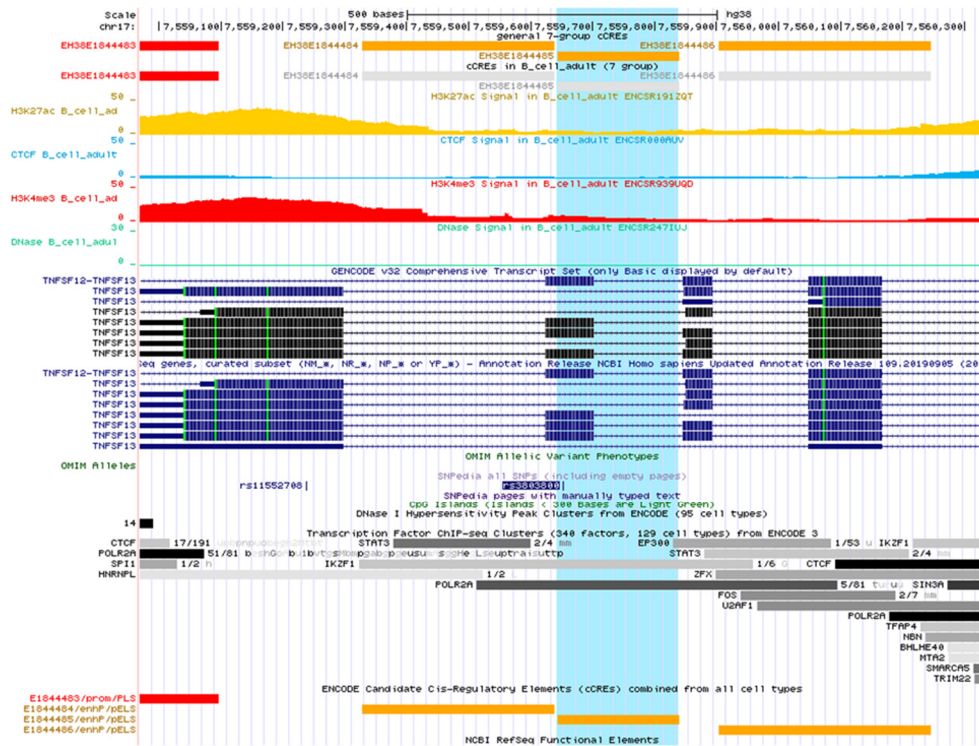 Scale 500 bases hg38
chr17: 7,559,100 7,559,200 7,559,300 7,559,400 7,559,500 7,559,600 7,559,700 7,559,800 7,559,900 7,560,000 7,560,100 7,560,200 7,560,300
general 7-group cCREs
EH38E1844483 EH38E1844484 EH38E1844486
EH38E1844485
cCREs in B_cell_adult (7 group)
EH38E1844483 EH38E1844484 EH38E1844486
EH38E1844485
50 _ H3K27ac Signal in B_cell_adult ENCSR191ZQT
H3K27ac B_cell_ad
0 _
50 _ CTCF Signal in B_cell_adult ENCSR000AUV
CTCF B_cell_adult
0 _
50 _ H3K4me3 Signal in B_cell_adult ENCSR939UQD
H3K4me3 B_cell_ad
0 _
30 _ DNase Signal in B_cell_adult ENCSR247IUJ
DNase B_cell_adul
0 _
GENCODE v32 Comprehensive Transcript Set (only Basic displayed by default)
TNFSF12-TNFSF13
TNFSF13
TNFSF13
TNFSF13
TNFSF13
TNFSF13
TNFSF13
TNFSF13
seq genes, curated subset (NM_*, NR_*, NP_* or YP_*) - Annotation Release NCBI Homo sapiens Updated Annotation Release 109.20190905 (20
TNFSF12-TNFSF13
TNFSF13
TNFSF13
TNFSF13
TNFSF13
TNFSF13
TNFSF13
TNFSF13
OMIM Allelic Variant Phenotypes
OMIM Alleles
SNPedia all SNPs (including empty pages)
rs11552708 rs3803800
SNPedia pages with manually typed text
CpG Islands (Islands < 300 Bases are Light Green)
DNase I Hypersensitivity Peak Clusters from ENCODE (95 cell types)
14
Transcription Factor ChIP-seq Clusters (340 factors, 129 cell types) from ENCODE 3
CTCF 17/191 STAT3 2/4 mm EP300 1/53 u IKZF1
POLR2A 51/81 STAT3 2/4 mm
SPI1 1/2 h IKZF1 1/6 G CTCF
HNRNPL 1/2 ZFX
POLR2A 5/81 SIN3A
FOS 2/7 mm
U2AF1
POLR2A
TFAP4
NBN
BHLHE40
MTA2
SMARCA5
TRIM22
ENCODE Candidate Cis-Regulatory Elements (cCREs) combined from all cell types
E1844483/prom/PLS
E1844484/enhP/pELS
E1844485/enhP/pELS
E1844486/enhP/pELS
NCBI RefSeq Functional Elements